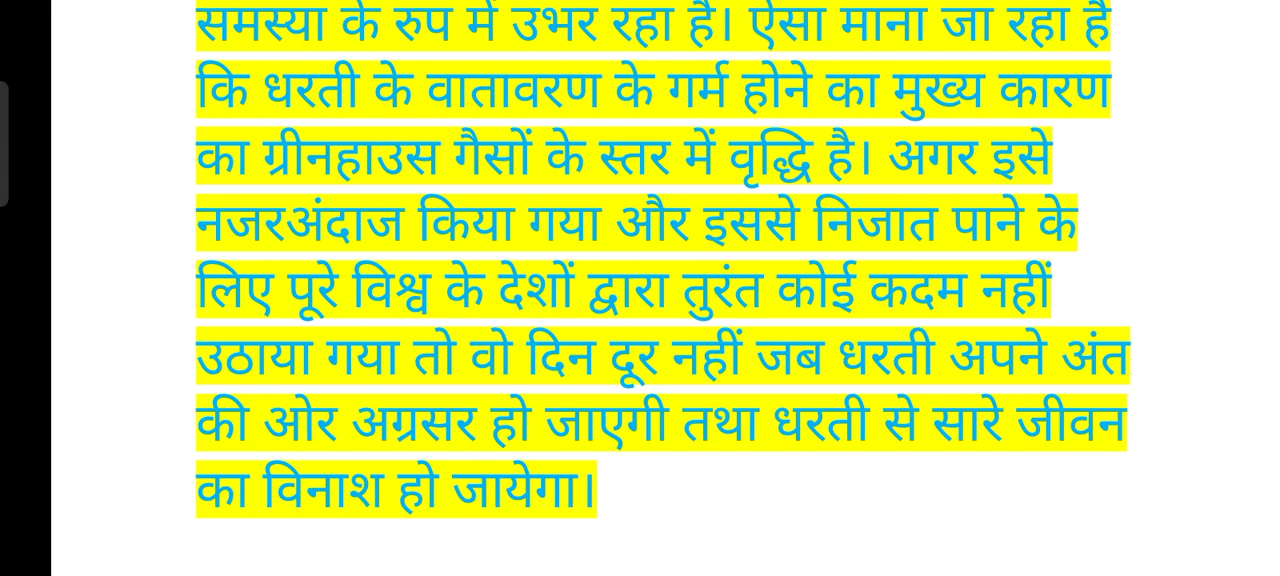 समस्या के रुप में उभर रहा है। ऐसा माना जा रहा है
कि धरती के वातावरण के गर्म होने का मुख्य कारण
का ग्रीनहाउस गैसों के स्तर में वृद्धि है। अगर इसे
नजरअंदाज किया गया और इससे निजात पाने के
लिए पूरे विश्व के देशों द्वारा तुरंत कोई कदम नहीं
उठाया गया तो वो दिन दूर नहीं जब धरती अपने अंत
की ओर अग्रसर हो जाएगी तथा धरती से सारे जीवन
का विनाश हो जायेगा।